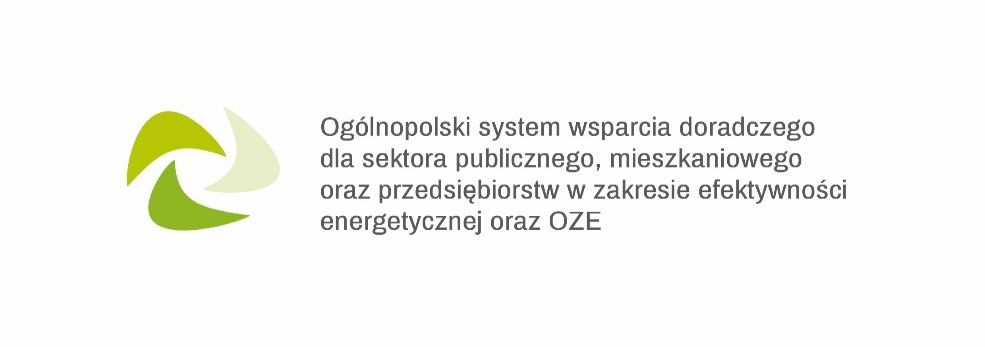 Ogólnopolski system wsparcia doradczego
dla sektora publicznego, mieszkaniowego
oraz przedsiębiorstw w zakresie efektywności
energetycznej oraz OZE